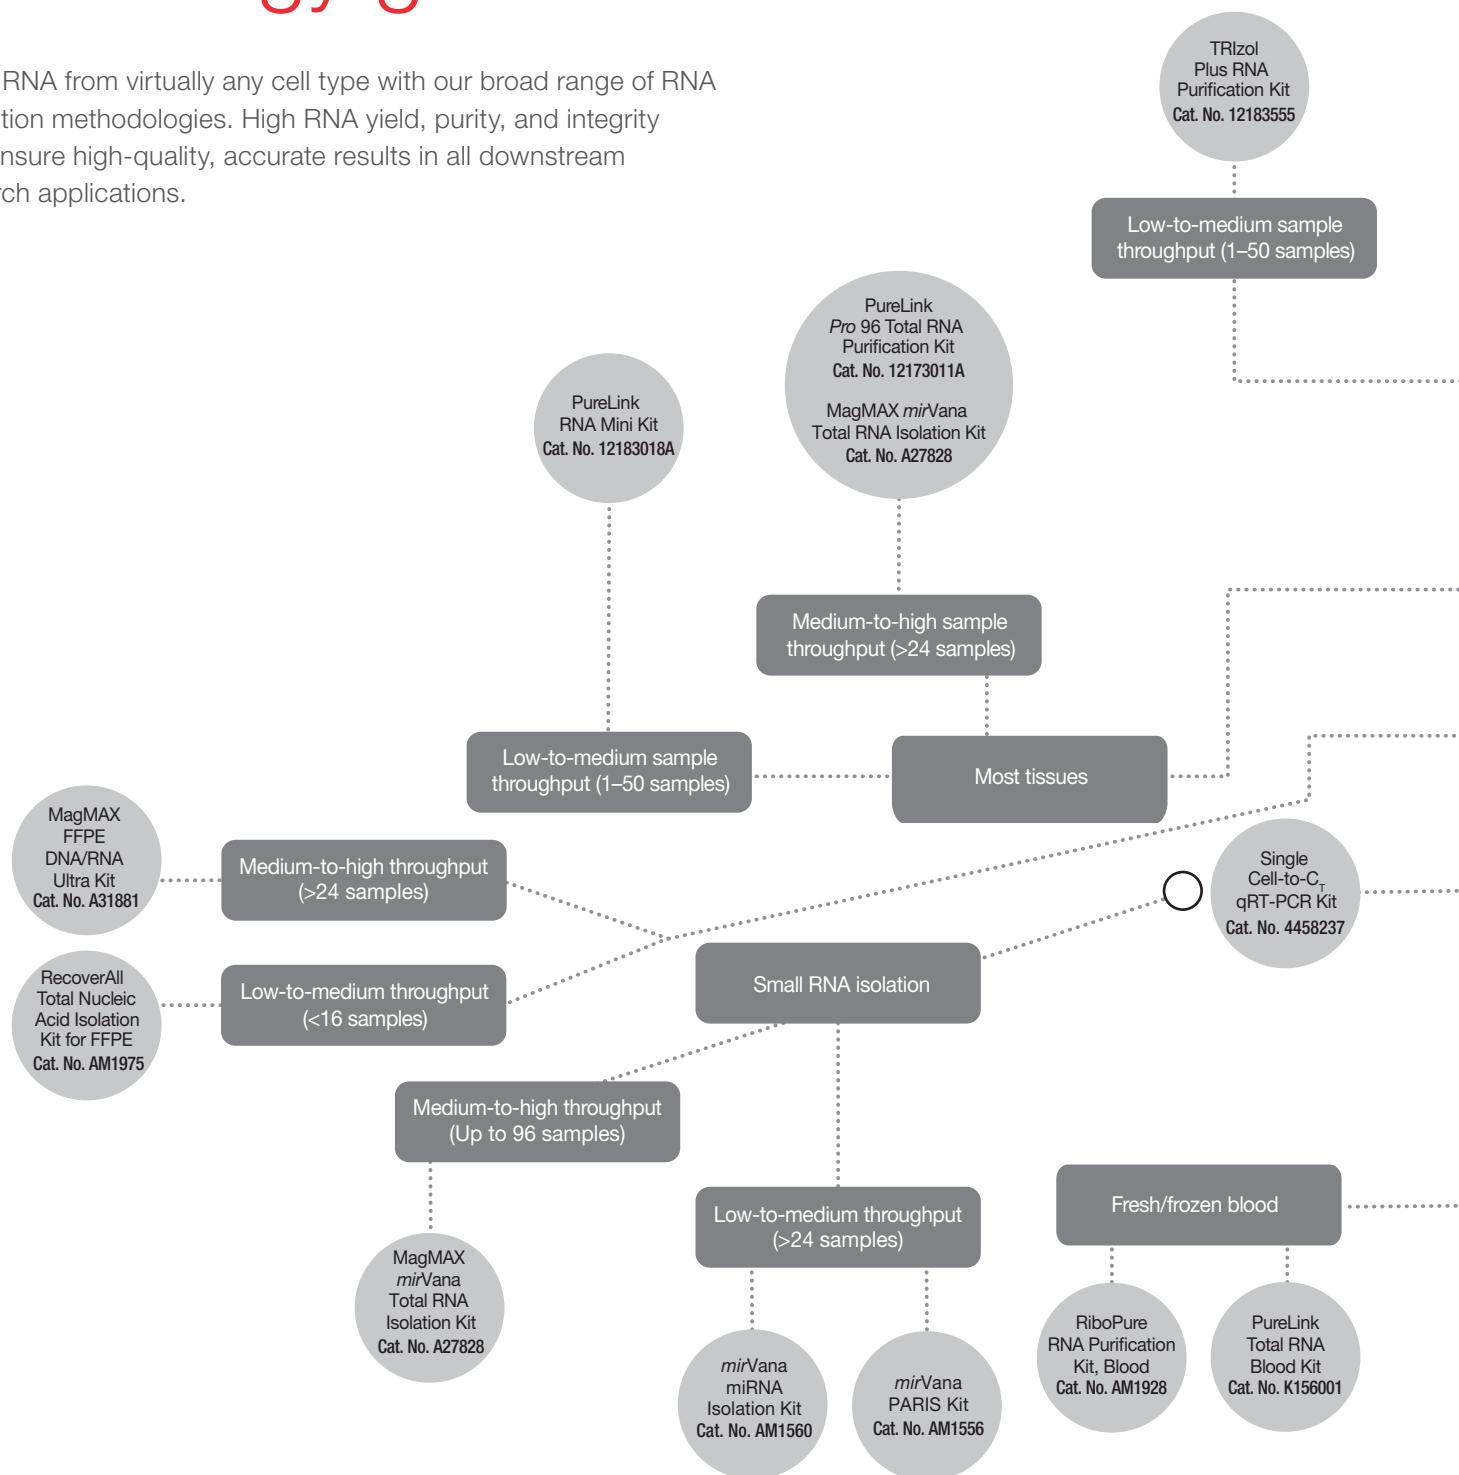 gy g
RNA from virtually any cell type with our broad range of RNA
tion methodologies. High RNA yield, purity, and integrity
nsure high-quality, accurate results in all downstream
rch applications.
TRIzol
Plus RNA
Purification Kit
Cat. No. 12183555
Low-to-medium sample
throughput (1–50 samples)
PureLink
Pro 96 Total RNA
Purification Kit
Cat. No. 12173011A
MagMAX mirVana
Total RNA Isolation Kit
Cat. No. A27828
PureLink
RNA Mini Kit
Cat. No. 12183018A
Medium-to-high sample
throughput (>24 samples)
Low-to-medium sample
throughput (1–50 samples)
Most tissues
MagMAX
FFPE
DNA/RNA
Ultra Kit
Cat. No. A31881
Medium-to-high throughput
(>24 samples)
Single
Cell-to-CT
qRT-PCR Kit
Cat. No. 4458237
RecoverAll
Total Nucleic
Acid Isolation
Kit for FFPE
Cat. No. AM1975
Low-to-medium throughput
(<16 samples)
Small RNA isolation
Medium-to-high throughput
(Up to 96 samples)
Low-to-medium throughput
(>24 samples)
Fresh/frozen blood
MagMAX
mirVana
Total RNA
Isolation Kit
Cat. No. A27828
mirVana
miRNA
Isolation Kit
Cat. No. AM1560
mirVana
PARIS Kit
Cat. No. AM1556
RiboPure
RNA Purification
Kit, Blood
Cat. No. AM1928
PureLink
Total RNA
Blood Kit
Cat. No. K156001